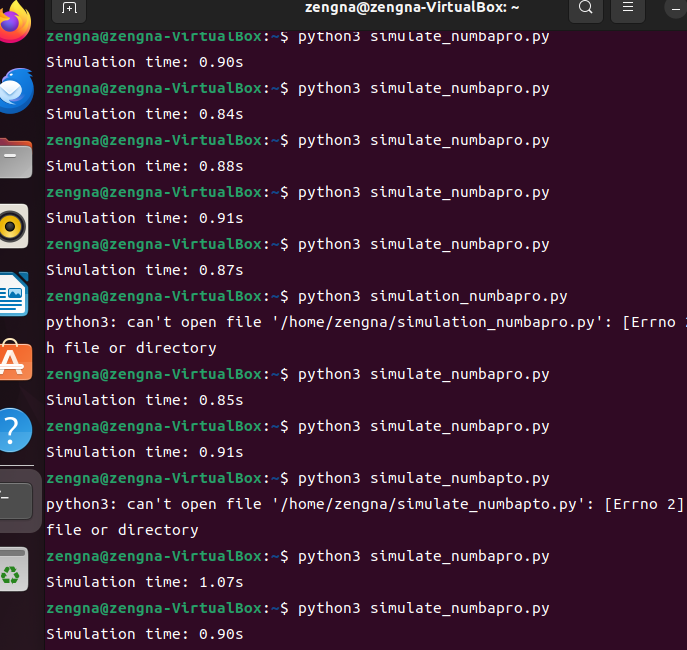 zengna@zengna-VirtualBox: ~
zengna@zengna-VirtualBox:~$ python3 simulate_numbapro.py
Simulation time: 0.90s
zengna@zengna-VirtualBox:~$ python3 simulate_numbapro.py
Simulation time: 0.84s
zengna@zengna-VirtualBox:~$ python3 simulate_numbapro.py
Simulation time: 0.88s
zengna@zengna-VirtualBox:~$ python3 simulate_numbapro.py
Simulation time: 0.91s
zengna@zengna-VirtualBox:~$ python3 simulate_numbapro.py
Simulation time: 0.87s
zengna@zengna-VirtualBox:~$ python3 simulation_numbapro.py
python3: can't open file '/home/zengna/simulation_numbapro.py': [Errno
h file or directory
zengna@zengna-VirtualBox:~$ python3 simulate_numbapro.py
Simulation time: 0.85s
zengna@zengna-VirtualBox:~$ python3 simulate_numbapro.py
Simulation time: 0.91s
zengna@zengna-VirtualBox:~$ python3 simulate_numbapto.py
python3: can't open file '/home/zengna/simulate_numbapto.py': [Errno 2]
file or directory
zengna@zengna-VirtualBox:~$ python3 simulate_numbapro.py
Simulation time: 1.07s
zengna@zengna-VirtualBox:~$ python3 simulate_numbapro.py
Simulation time: 0.90s